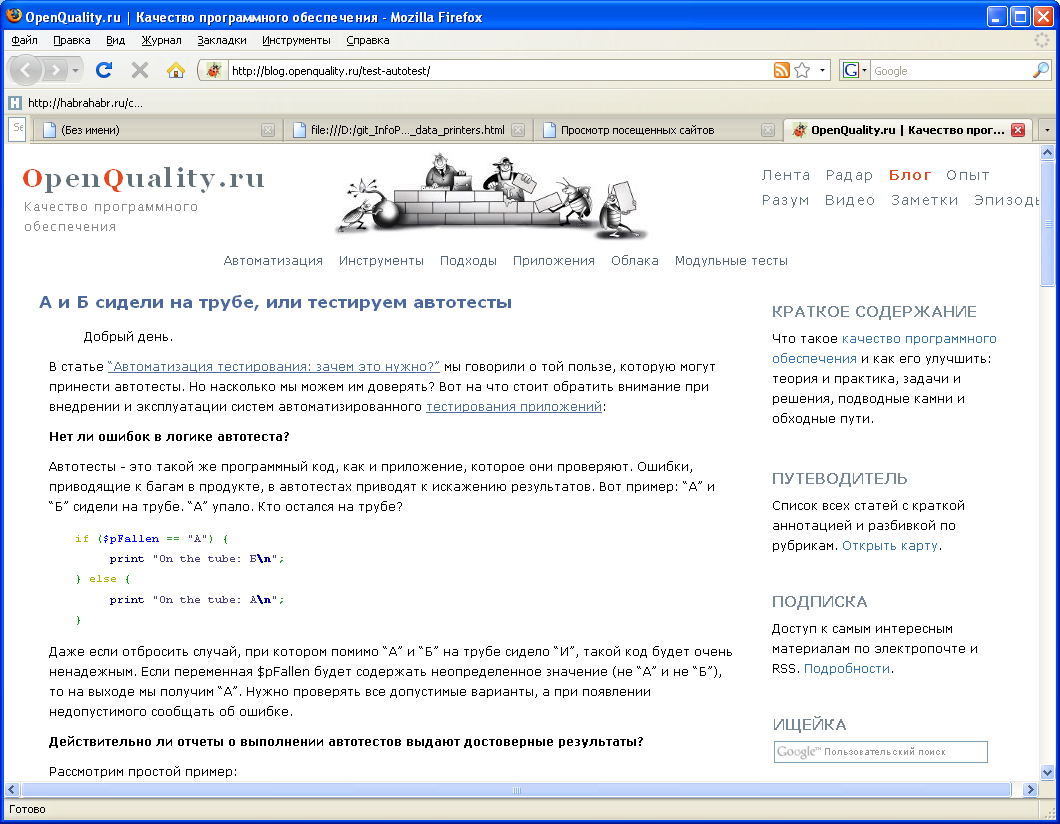 OpenQuality.ru | Качество программного обеспечения - Mozilla Firefox
Файл Правка Вид Журнал Закладки Инструменты Справка
http://blog.openquality.ru/test-autotest/
G Google
H http://habrahabr.ru/c...
Se (Без имени) file:///D:/git_InfoP..._data_printers.html Просмотр посещенных сайтов OpenQuality.ru | Качество прог...
OpenQuality.ru
Качество программного
обеспечения
Лента Радар Блог Опыт
Разум Видео Заметки Эпизоды
Автоматизация Инструменты Подходы Приложения Облака Модульные тесты
А и Б сидели на трубе, или тестируем автотесты
Добрый день.
В статье “Автоматизация тестирования: зачем это нужно?” мы говорили о той пользе, которую могут
принести автотесты. Но насколько мы можем им доверять? Вот на что стоит обратить внимание при
внедрении и эксплуатации систем автоматизированного тестирования приложений:
Нет ли ошибок в логике автотеста?
Автотесты - это такой же программный код, как и приложение, которое они проверяют. Ошибки,
приводящие к багам в продукте, в автотестах приводят к искажению результатов. Вот пример: “А” и
“Б” сидели на трубе. “А” упало. Кто остался на трубе?
if ($pFallen == "А") {
print "On the tube: Б\n";
} else {
print "On the tube: А\n";
}
Даже если отбросить случай, при котором помимо “А” и “Б” на трубе сидело “И”, такой код будет очень
ненадежным. Если переменная $pFallen будет содержать неопределенное значение (не “А” и не “Б”),
то на выходе мы получим “А”. Нужно проверять все допустимые варианты, а при появлении
недопустимого сообщать об ошибке.
Действительно ли отчеты о выполнении автотестов выдают достоверные результаты?
Рассмотрим простой пример:
КРАТКОЕ СОДЕРЖАНИЕ
Что такое качество программного
обеспечения и как его улучшить:
теория и практика, задачи и
решения, подводные камни и
обходные пути.
ПУТЕВОДИТЕЛЬ
Список всех статей с краткой
аннотацией и разбивкой по
рубрикам. Открыть карту.
ПОДПИСКА
Доступ к самым интересным
материалам по электропочте и
RSS. Подробности.
ИЩЕЙКА
Google™ Пользовательский поиск
Готово